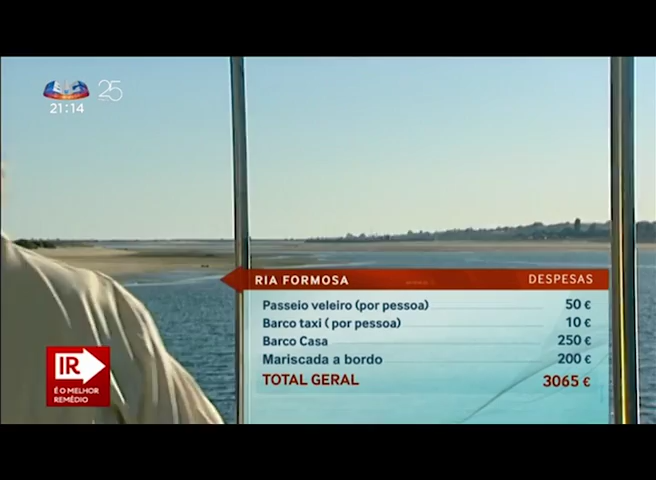 SIC 25
21:14
RIA FORMOSA DESPESAS
Passeio veleiro (por pessoa) 50 €
Barco taxi ( por pessoa) 10 €
Barco Casa 250 €
Mariscada a bordo 200 €
TOTAL GERAL 3065 €
IR
É O MELHOR
REMÉDIO